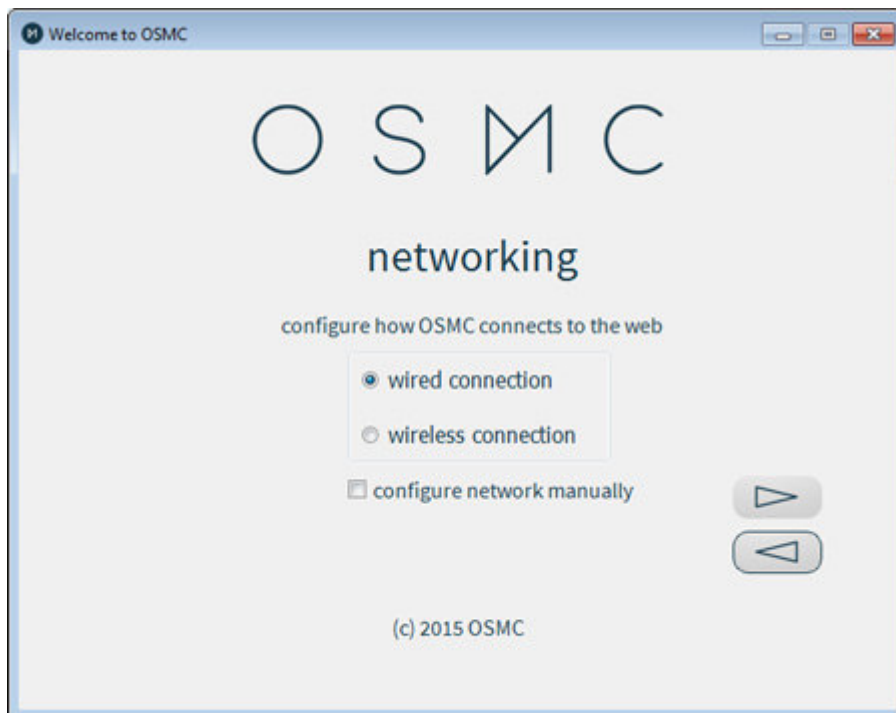 Welcome to OSMC
OSMC
networking
configure how OSMC connects to the web
wired connection
wireless connection
configure network manually
(c) 2015 OSMC